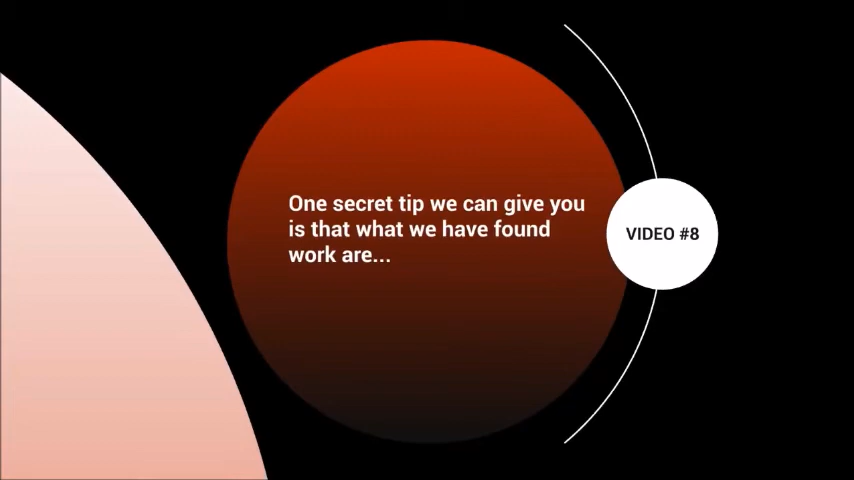 One secret tip we can give you
is that what we have found
work are...
VIDEO #8